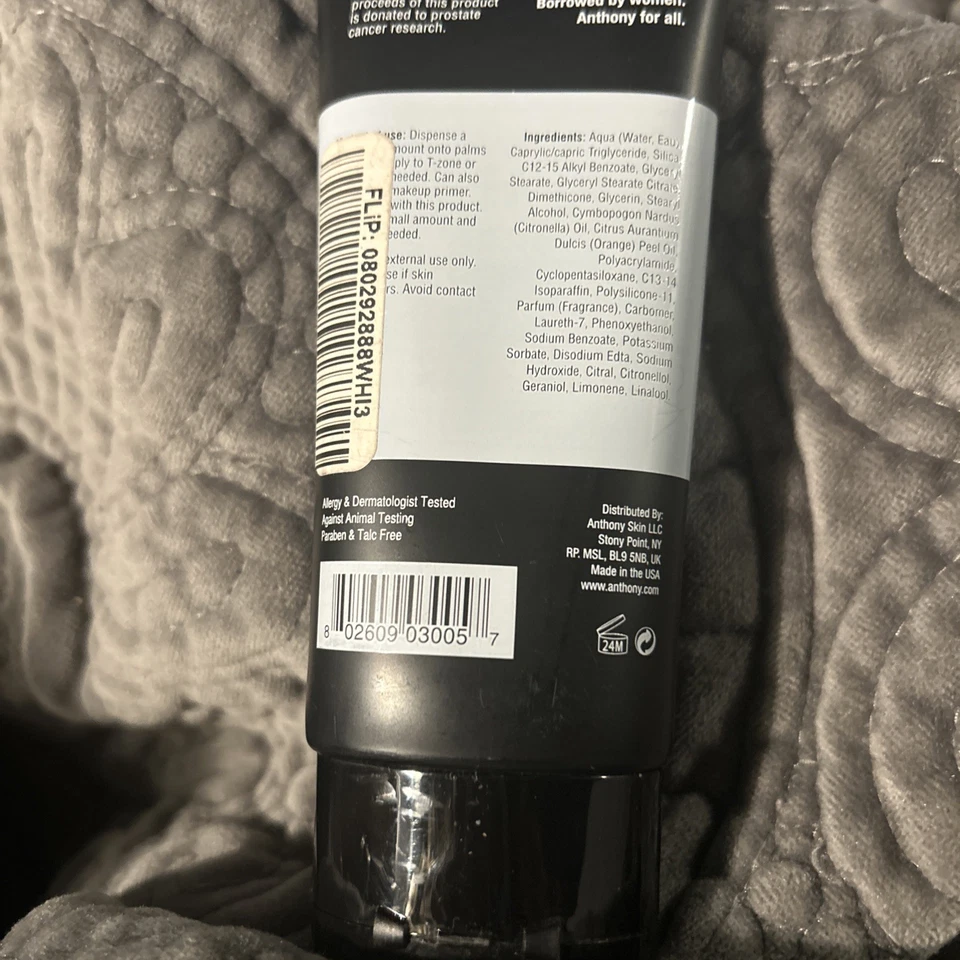 proceeds of this product
is donated to prostate
cancer research.
Borrowed by women.
Anthony for all.
use: Dispense a
mount onto palms
ply to T-zone or
needed. Can also
makeup primer.
with this product.
mall amount and
eeded.
external use only.
se if skin
rs. Avoid contact
FLIP: 080292888WHI3
Ingredients: Aqua (Water, Eau),
Caprylic/capric Triglyceride, Silica,
C12-15 Alkyl Benzoate, Glyceryl
Stearate, Glyceryl Stearate Citrate,
Dimethicone, Glycerin, Stearyl
Alcohol, Cymbopogon Nardus
(Citronella) Oil, Citrus Aurantium
Dulcis (Orange) Peel Oil,
Polyacrylamide,
Cyclopentasiloxane, C13-14
Isoparaffin, Polysilicone-11,
Parfum (Fragrance), Carbomer,
Laureth-7, Phenoxyethanol,
Sodium Benzoate, Potassium
Sorbate, Disodium Edta, Sodium
Hydroxide, Citral, Citronellol,
Geraniol, Limonene, Linalool.
Allergy & Dermatologist Tested
Against Animal Testing
Paraben & Talc Free
8 02609 03005 7
Distributed By:
Anthony Skin LLC
Stony Point, NY
RP. MSL, BL9 5NB, UK
Made in the USA
www.anthony.com
24M